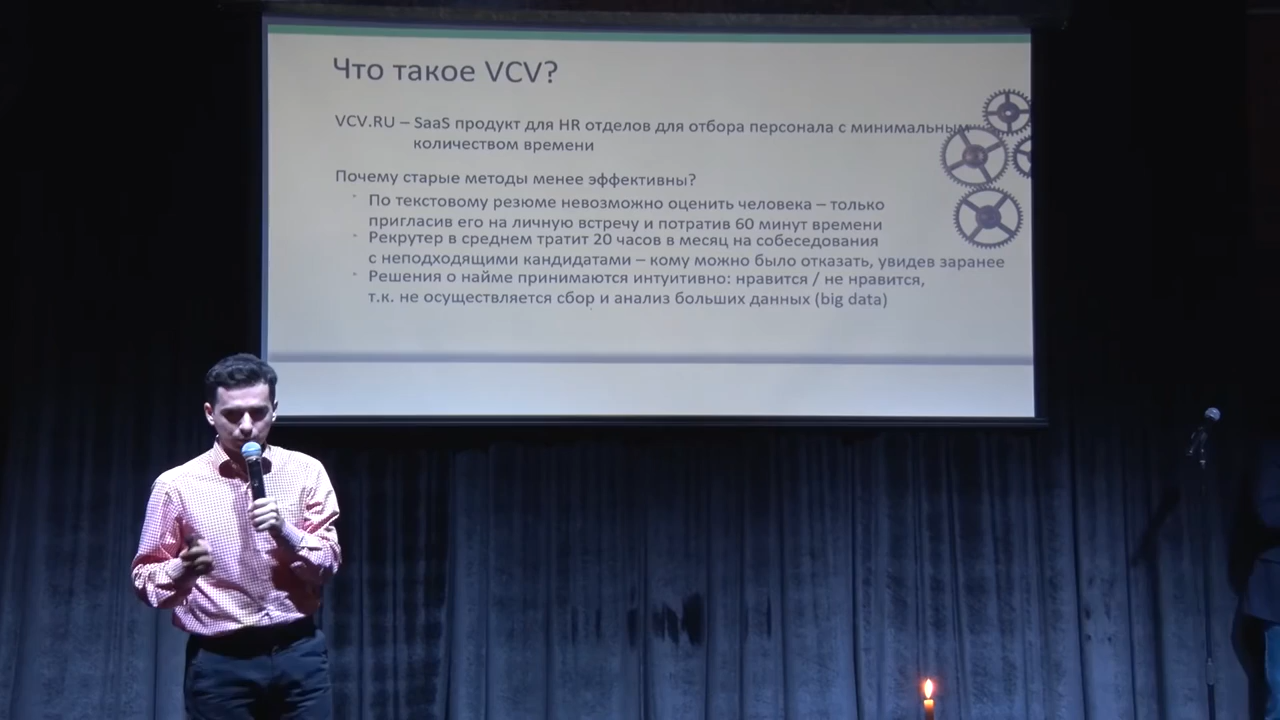 Что такое VCV?
VCV.RU – SaaS продукт для HR отделов для отбора персонала с минимальным
количеством времени
Почему старые методы менее эффективны?
По текстовому резюме невозможно оценить человека – только
пригласив его на личную встречу и потратив 60 минут времени
Рекрутер в среднем тратит 20 часов в месяц на собеседования
с неподходящими кандидатами – кому можно было отказать, увидев заранее
Решения о найме принимаются интуитивно: нравится / не нравится,
т.к. не осуществляется сбор и анализ больших данных (big data)